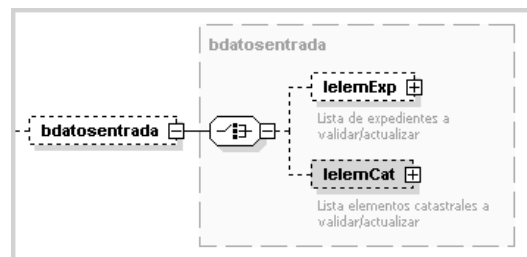 bdatosentrada
lelemExp
Lista de expedientes a
validar/actualizar
bdatosentrada
lelemCat
Lista elementos catastrales a
validar/actualizar